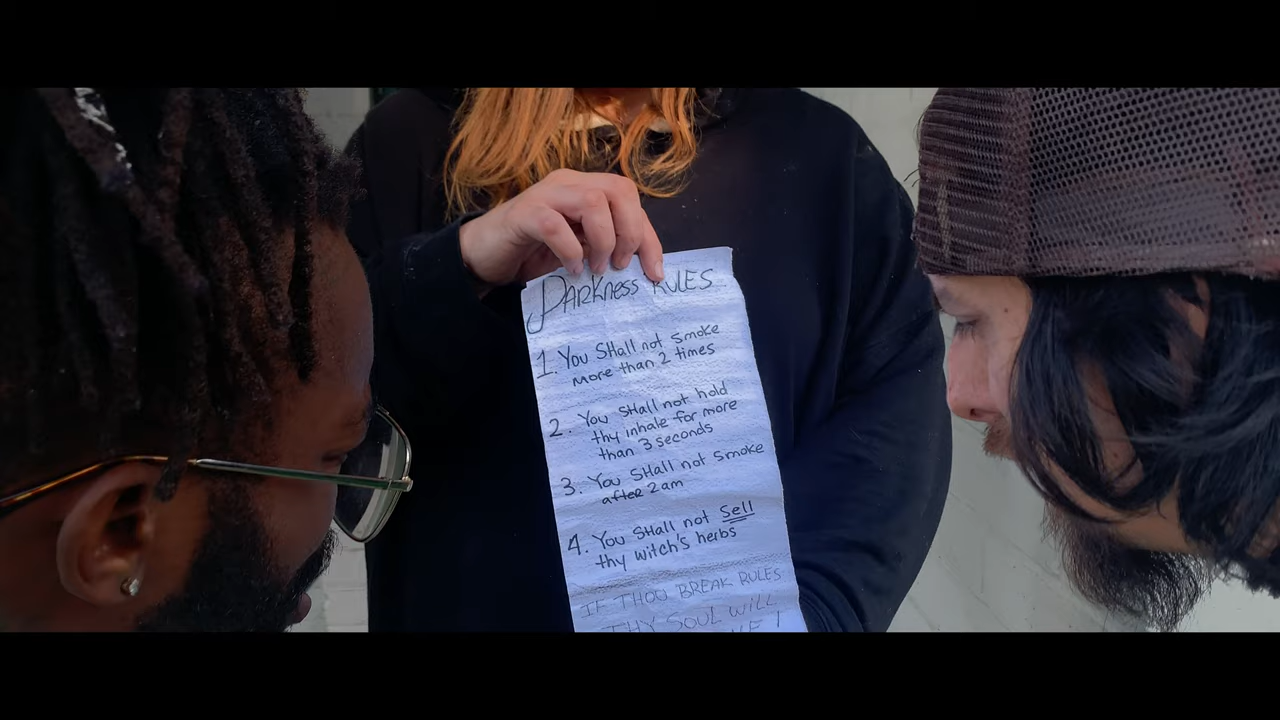 DARKNESS RULES
1. YOU SHall not smoke
more than 2 times
2. You SHall not hold
thy inhale for more
than 3 seconds
3. You SHall not smoke
after 2am
4. You SHall not Sell
thy witch's herbs
IF THOU BREAK RULES
THY SOUL WILL